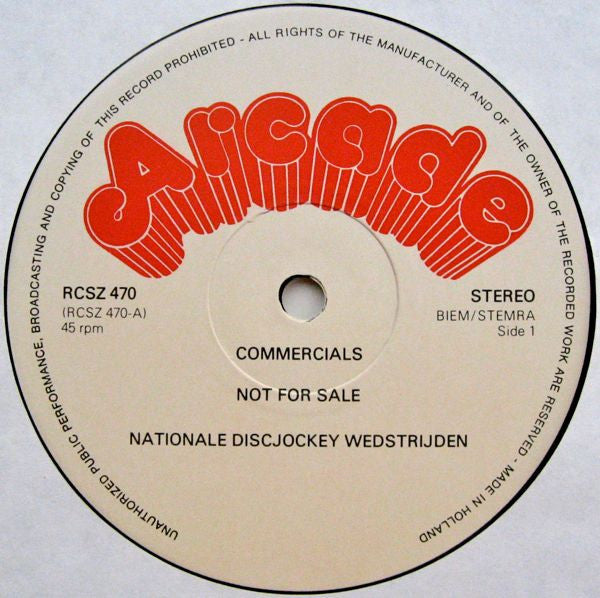 UNAUTHORIZED PUBLIC PERFORMANCE, BROADCASTING AND COPYING OF THIS RECORD PROHIBITED - ALL RIGHTS OF THE MANUFACTURER AND OF THE OWNER OF THE RECORDED WORK ARE RESERVED - MADE IN HOLLAND
Arcade
RCSZ 470
(RCSZ 470-A)
45 rpm
STEREO
BIEM/STEMRA
Side 1
COMMERCIALS
NOT FOR SALE
NATIONALE DISCJOCKEY WEDSTRIJDEN